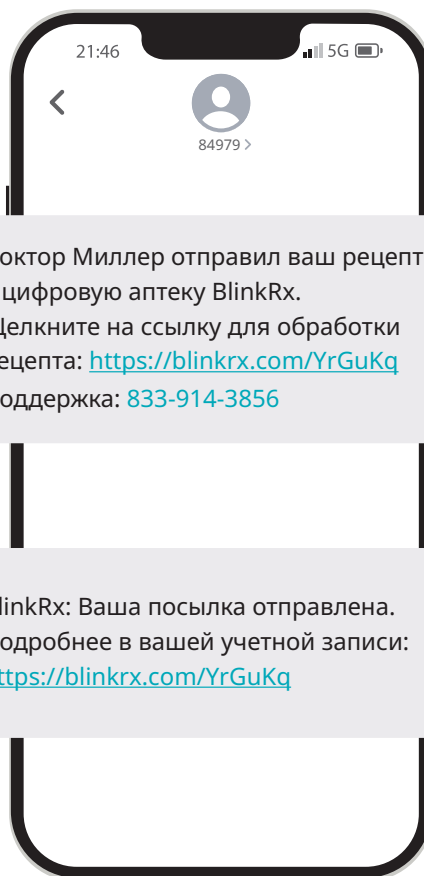 21:46
5G
84979
октор Миллер отправил ваш рецепт
цифровую аптеку BlinkRx.
Щелкните на ссылку для обработки
ецепта: https://blinkrx.com/YrGuKq
оддержка: 833-914-3856
linkRx: Ваша посылка отправлена.
одробнее в вашей учетной записи:
ttps://blinkrx.com/YrGuKq